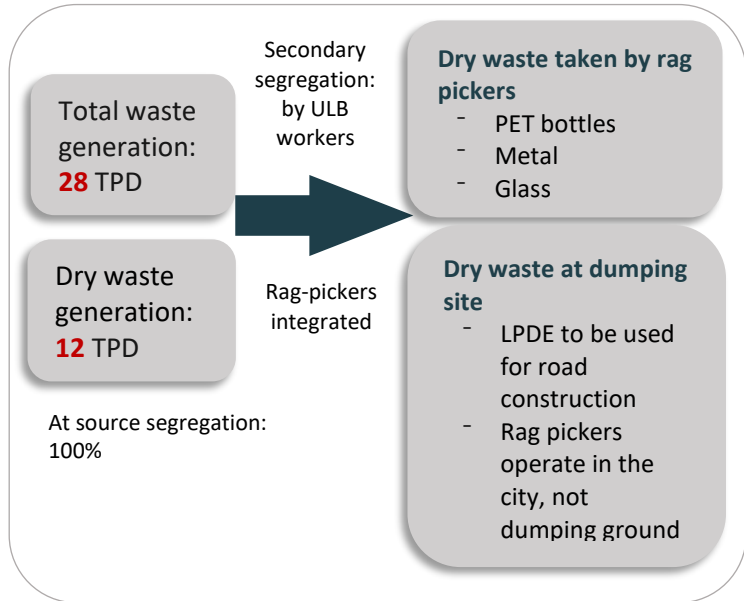 Total waste
generation:
28 TPD
Dry waste
generation:
12 TPD
At source segregation:
100%
Secondary
segregation:
by ULB
workers
Rag-pickers
integrated
Dry waste taken by rag
pickers
- PET bottles
- Metal
- Glass
Dry waste at dumping
site
- LPDE to be used
for road
construction
- Rag pickers
operate in the
city, not
dumping ground